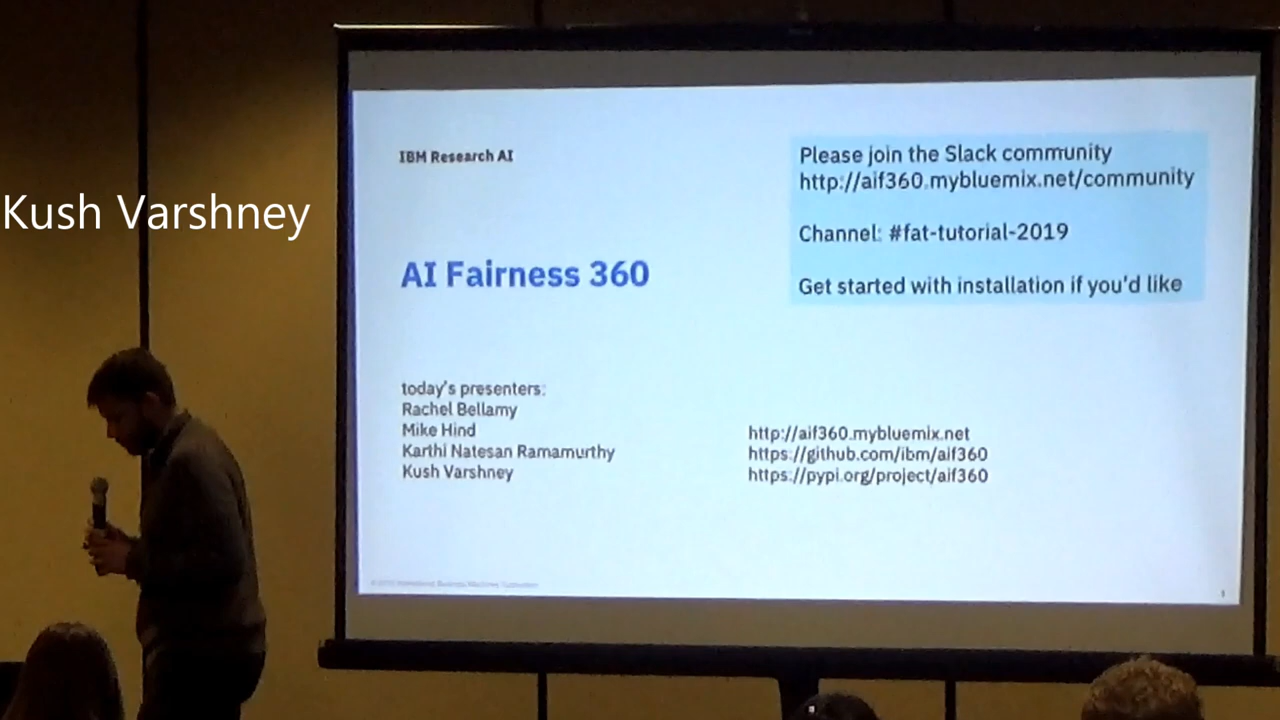 Kush Varshney
IBM Research AI
AI Fairness 360
Please join the Slack community
http://aif360.mybluemix.net/community
Channel: #fat-tutorial-2019
Get started with installation if you'd like
today's presenters:
Rachel Bellamy
Mike Hind
Karthi Natesan Ramamurthy
Kush Varshney
http://aif360.mybluemix.net
https://github.com/ibm/aif360
https://pypi.org/project/aif360